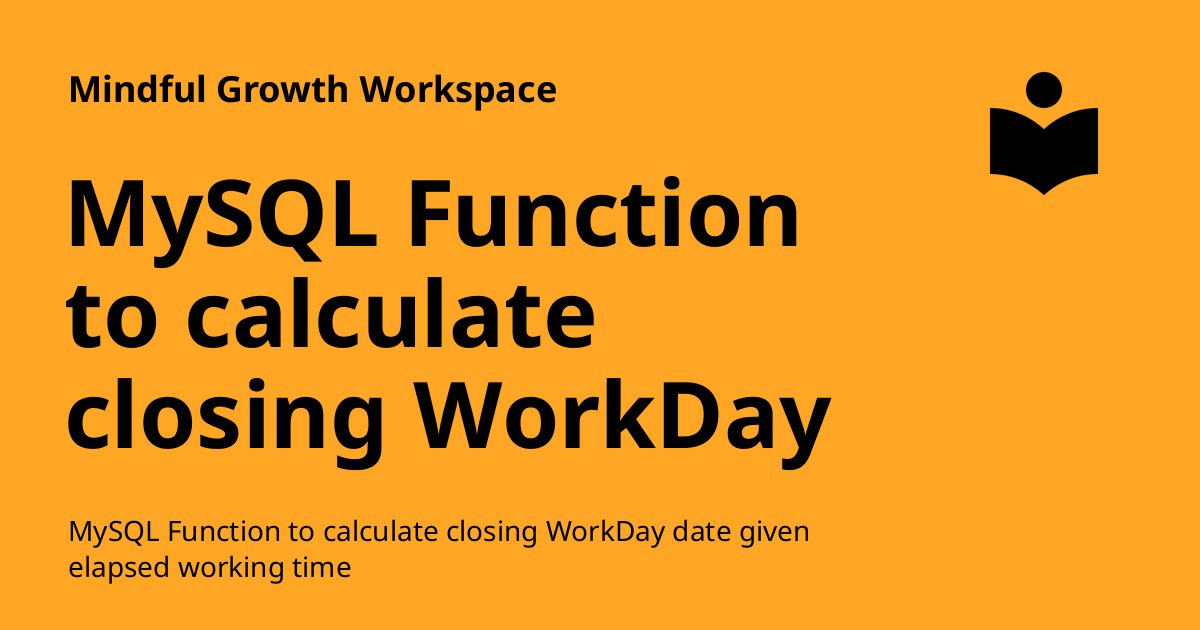 Mindful Growth Workspace
MySQL Function
to calculate
closing WorkDay
MySQL Function to calculate closing WorkDay date given
elapsed working time